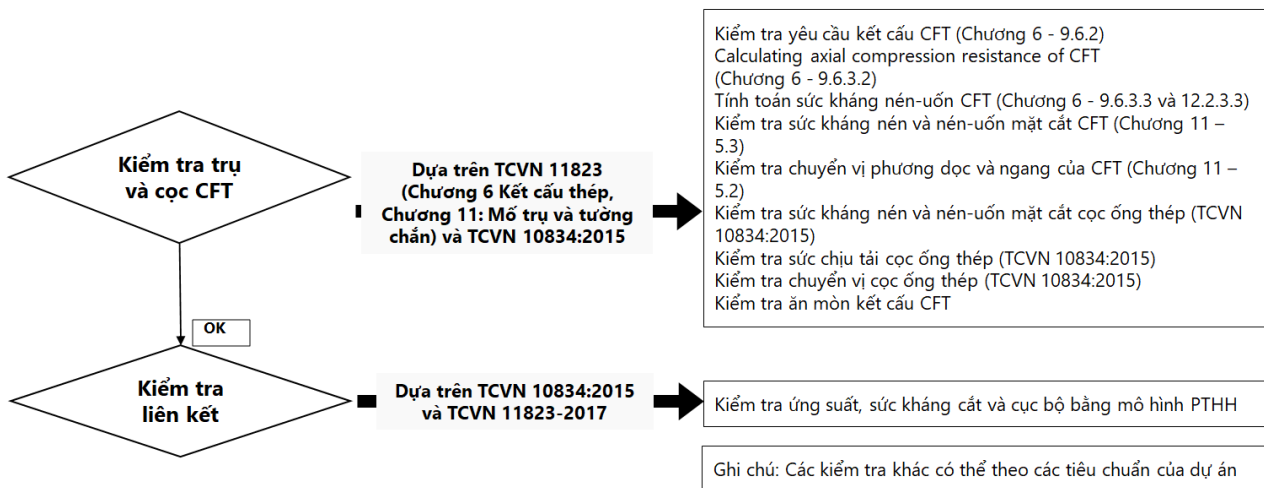 Kiểm tra trụ
và cọc CFT
Dựa trên TCVN 11823
(Chương 6 Kết cấu thép,
Chương 11: Mố trụ và tường
chắn) và TCVN 10834:2015
Kiểm tra yêu cầu kết cấu CFT (Chương 6 - 9.6.2)
Calculating axial compression resistance of CFT
(Chương 6 - 9.6.3.2)
Tính toán sức kháng nén-uốn CFT (Chương 6 - 9.6.3.3 và 12.2.3.3)
Kiểm tra sức kháng nén và nén-uốn mặt cắt CFT (Chương 11 –
5.3)
Kiểm tra chuyển vị phương dọc và ngang của CFT (Chương 11 –
5.2)
Kiểm tra sức kháng nén và nén-uốn mặt cắt cọc ống thép (TCVN
10834:2015)
Kiểm tra sức chịu tải cọc ống thép (TCVN 10834:2015)
Kiểm tra chuyển vị cọc ống thép (TCVN 10834:2015)
Kiểm tra ăn mòn kết cấu CFT
OK
Kiểm tra
liên kết
Dựa trên TCVN 10834:2015
và TCVN 11823-2017
Kiểm tra ứng suất, sức kháng cắt và cục bộ bằng mô hình PTHH
Ghi chú: Các kiểm tra khác có thể theo các tiêu chuẩn của dự án